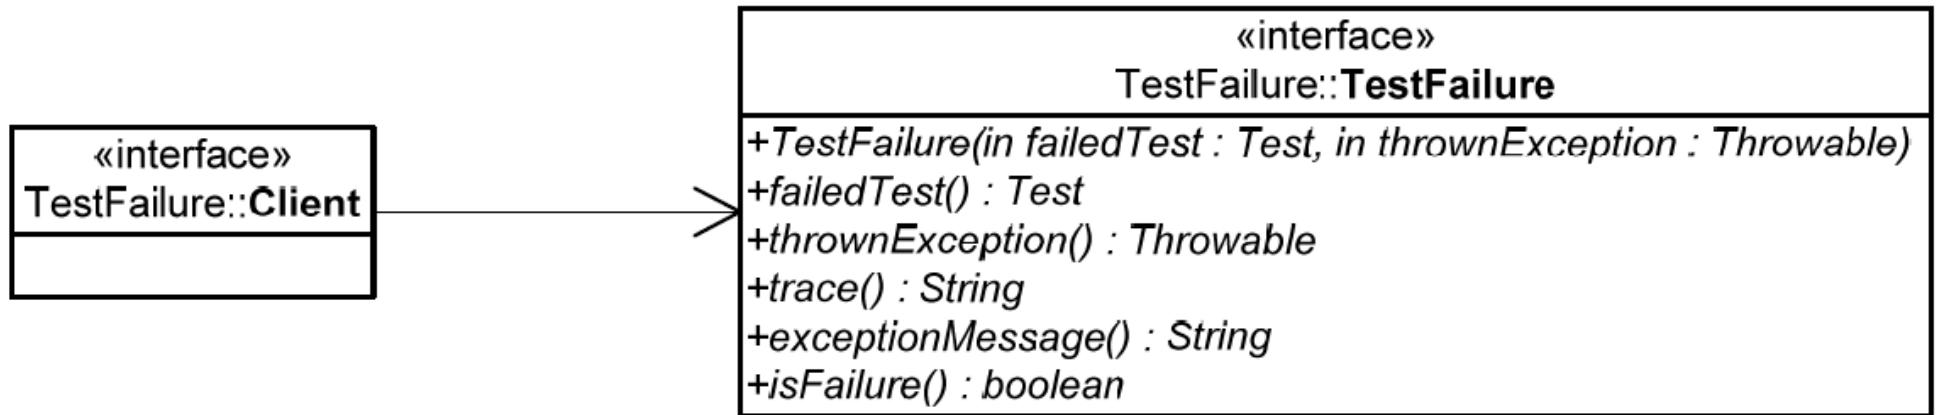 «interface»
TestFailure::Client
«interface»
TestFailure::TestFailure
+TestFailure(in failedTest : Test, in thrownException : Throwable)
+failedTest() : Test
+thrownException() : Throwable
+trace() : String
+exceptionMessage() : String
+isFailure() : boolean